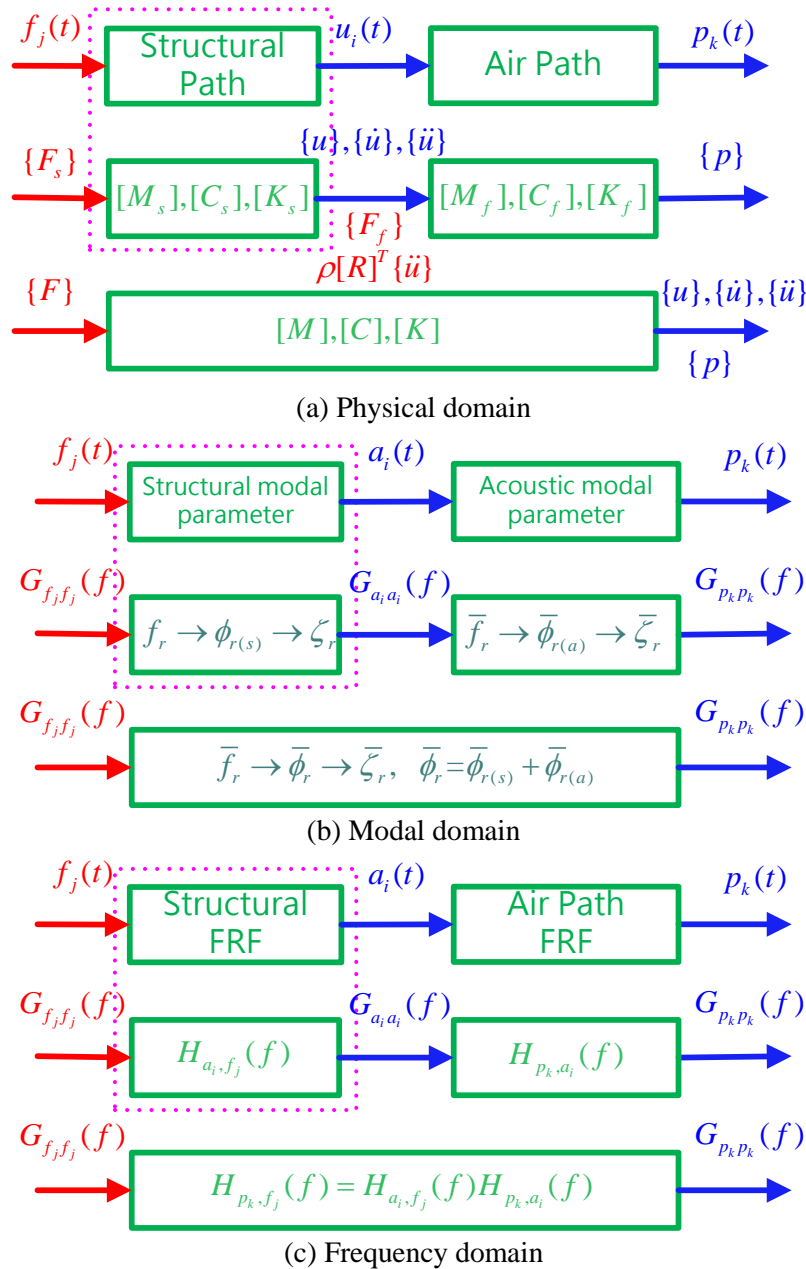 f_j(t) u_i(t) p_k(t)
Structural Path Air Path
{F_s} {u},{u̇},{ü} {p}
[M_s],[C_s],[K_s] [M_f],[C_f],[K_f]
{F_f}
ρ[R]^T{ü}
{F} {u},{u̇},{ü}
[M],[C],[K]
{p}
(a) Physical domain
f_j(t) a_i(t) p_k(t)
Structural modal parameter Acoustic modal parameter
G_{f_j f_j}(f) G_{a_i a_i}(f) G_{p_k p_k}(f)
f_r → ϕ_{r(s)} → ζ_r f̅_r → ϕ̅_{r(a)} → ζ̅_r
G_{f_j f_j}(f) G_{p_k p_k}(f)
f̅_r → ϕ̅_r → ζ̅_r, ϕ̅_r = ϕ̅_{r(s)} + ϕ̅_{r(a)}
(b) Modal domain
f_j(t) a_i(t) p_k(t)
Structural FRF Air Path FRF
G_{f_j f_j}(f) G_{a_i a_i}(f) G_{p_k p_k}(f)
H_{a_i,f_j}(f) H_{p_k,a_i}(f)
G_{f_j f_j}(f) G_{p_k p_k}(f)
H_{p_k,f_j}(f) = H_{a_i,f_j}(f)H_{p_k,a_i}(f)
(c) Frequency domain